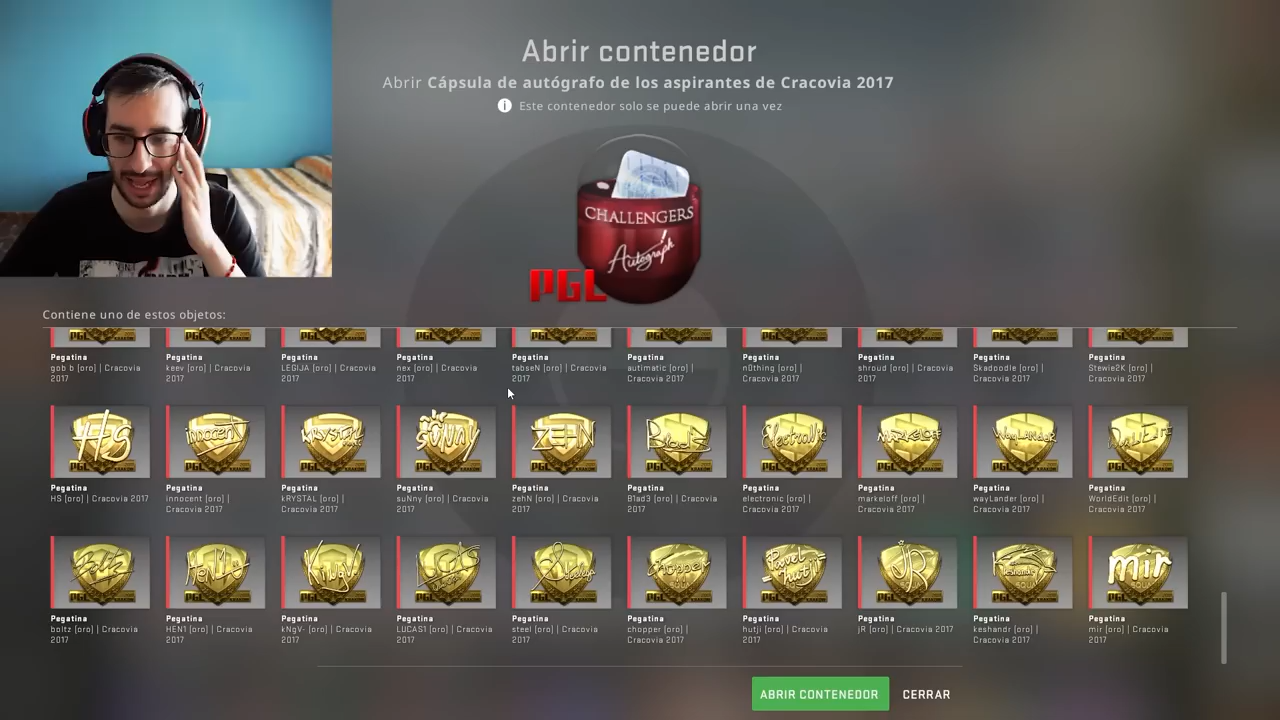 Abrir contenedor
Abrir Cápsula de autógrafo de los aspirantes de Cracovia 2017
Este contenedor solo se puede abrir una vez
CHALLENGERS
Autograph
PGL
Contiene uno de estos objetos:
Pegatina
gob b (oro) | Cracovia
2017
Pegatina
keev (oro) | Cracovia
2017
Pegatina
LEGIJA (oro) | Cracovia
2017
Pegatina
nex (oro) | Cracovia
2017
Pegatina
tabseN (oro) | Cracovia
2017
Pegatina
autimatic (oro) |
Cracovia 2017
Pegatina
n0thing (oro) |
Cracovia 2017
Pegatina
shroud (oro) | Cracovia
2017
Pegatina
Skadoodle (oro) |
Cracovia 2017
Pegatina
Stewie2K (oro) |
Cracovia 2017
Pegatina
HS (oro) | Cracovia 2017
Pegatina
innocent (oro) |
Cracovia 2017
Pegatina
kRYSTAL (oro) |
Cracovia 2017
Pegatina
suNny (oro) | Cracovia
2017
Pegatina
zehN (oro) | Cracovia
2017
Pegatina
B1ad3 (oro) | Cracovia
2017
Pegatina
electronic (oro) |
Cracovia 2017
Pegatina
markeloff (oro) |
Cracovia 2017
Pegatina
wayLander (oro) |
Cracovia 2017
Pegatina
WorldEdit (oro) |
Cracovia 2017
Pegatina
boltz (oro) | Cracovia
2017
Pegatina
HEN1 (oro) | Cracovia
2017
Pegatina
kNgV- (oro) | Cracovia
2017
Pegatina
LUCAS1 (oro) | Cracovia
2017
Pegatina
steel (oro) | Cracovia
2017
Pegatina
chopper (oro) |
Cracovia 2017
Pegatina
hutji (oro) | Cracovia
2017
Pegatina
jR (oro) | Cracovia 2017
Pegatina
keshandr (oro) |
Cracovia 2017
Pegatina
mir (oro) | Cracovia
2017
ABRIR CONTENEDOR
CERRAR